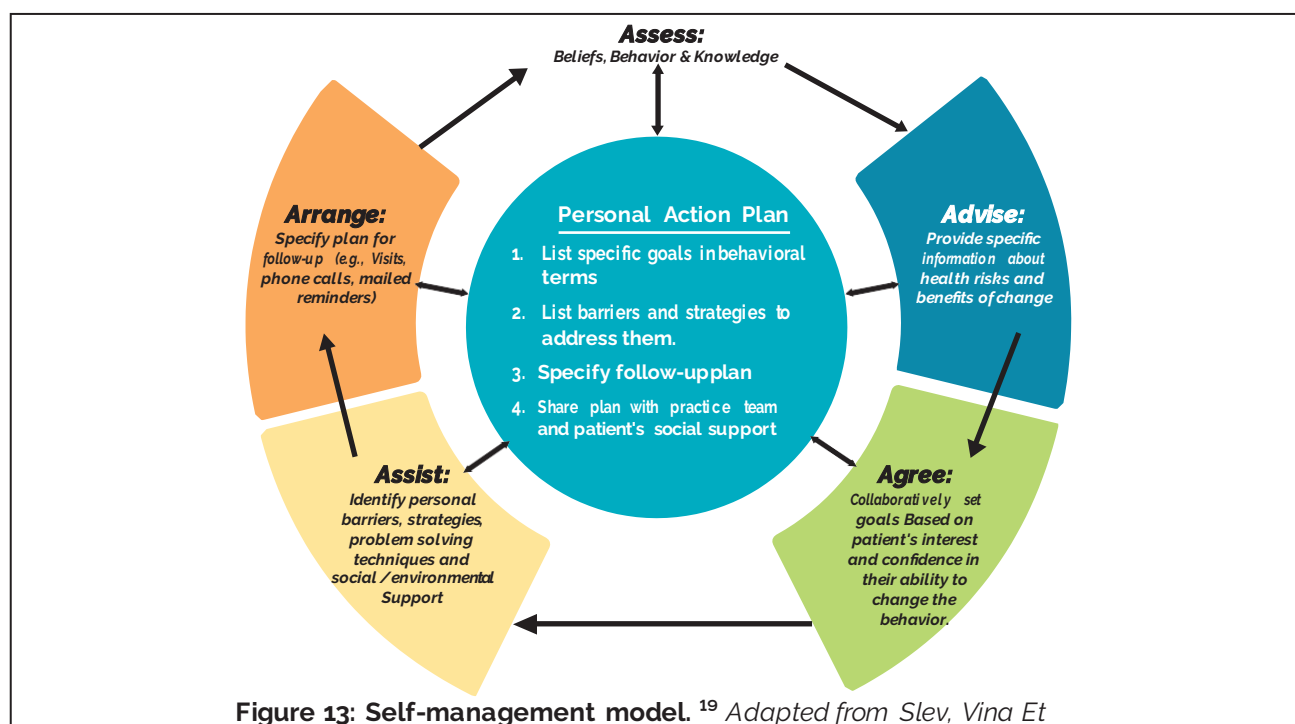 Assess:
Beliefs, Behavior & Knowledge
Arrange:
Specify plan for
follow-up (e.g., Visits,
phone calls, mailed
reminders)
Personal Action Plan
1. List specific goals inbehavioral
terms
2. List barriers and strategies to
address them.
3. Specify follow-upplan
4. Share plan with practice team
and patient's social support
Advise:
Provide specific
information about
health risks and
benefits of change
Assist:
Identify personal
barriers, strategies,
problem solving
techniques and
social / environmental
Support
Agree:
Collaboratively set
goals Based on
patient's interest
and confidence in
their ability to
change the
behavior.
Figure 13: Self-management model. 19 Adapted from Slev, Vina Et